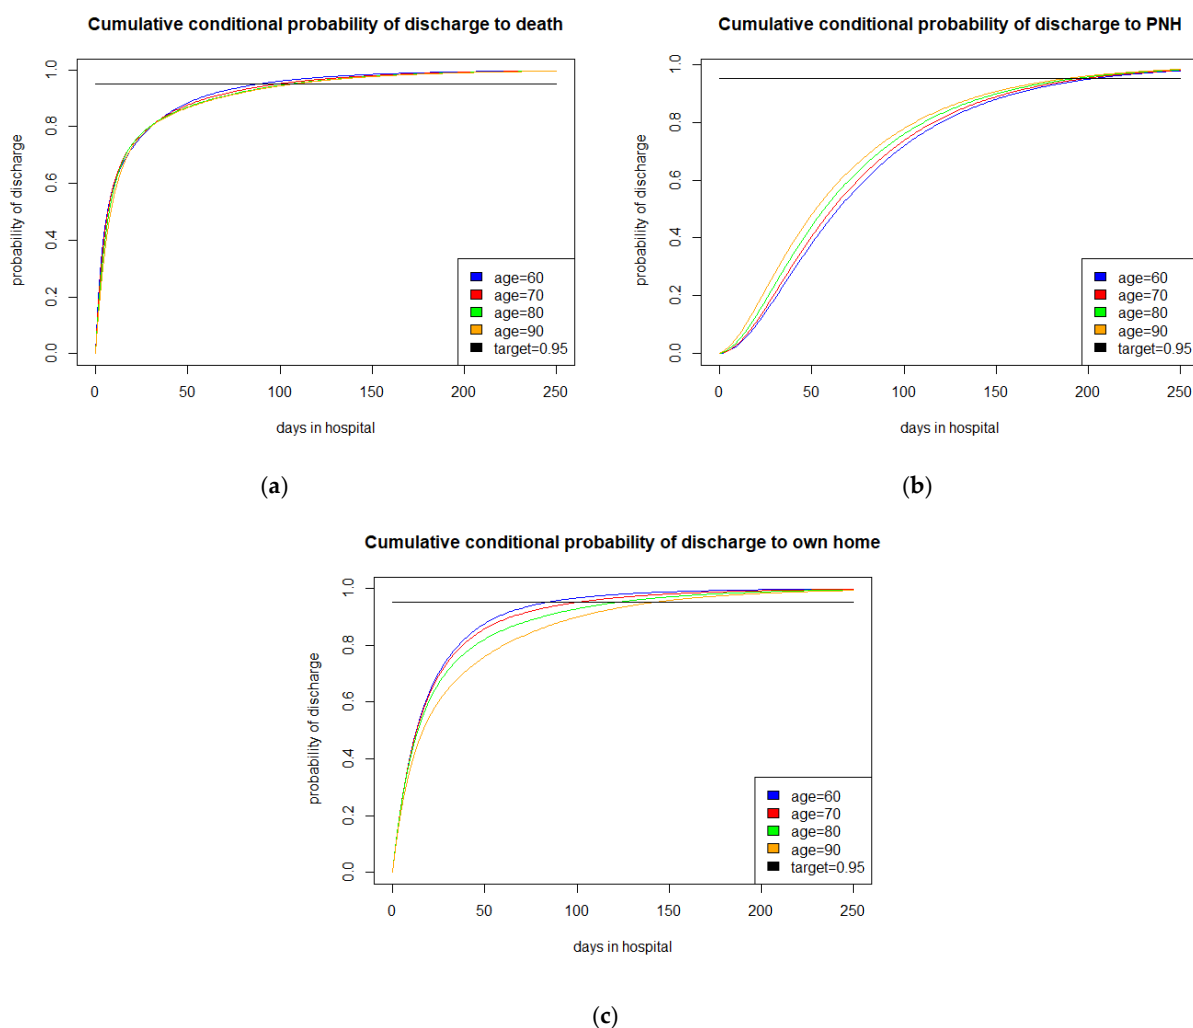 Cumulative conditional probability of discharge to death
probability of discharge
1.0
0.8
0.6
0.4
0.2
0.0
age=60
age=70
age=80
age=90
target=0.95
0 50 100 150 200 250
days in hospital
(a)
Cumulative conditional probability of discharge to PNH
probability of discharge
1.0
0.8
0.6
0.4
0.2
0.0
age=60
age=70
age=80
age=90
target=0.95
0 50 100 150 200 250
days in hospital
(b)
Cumulative conditional probability of discharge to own home
probability of discharge
1.0
0.8
0.6
0.4
0.2
0.0
age=60
age=70
age=80
age=90
target=0.95
0 50 100 150 200 250
days in hospital
(c)